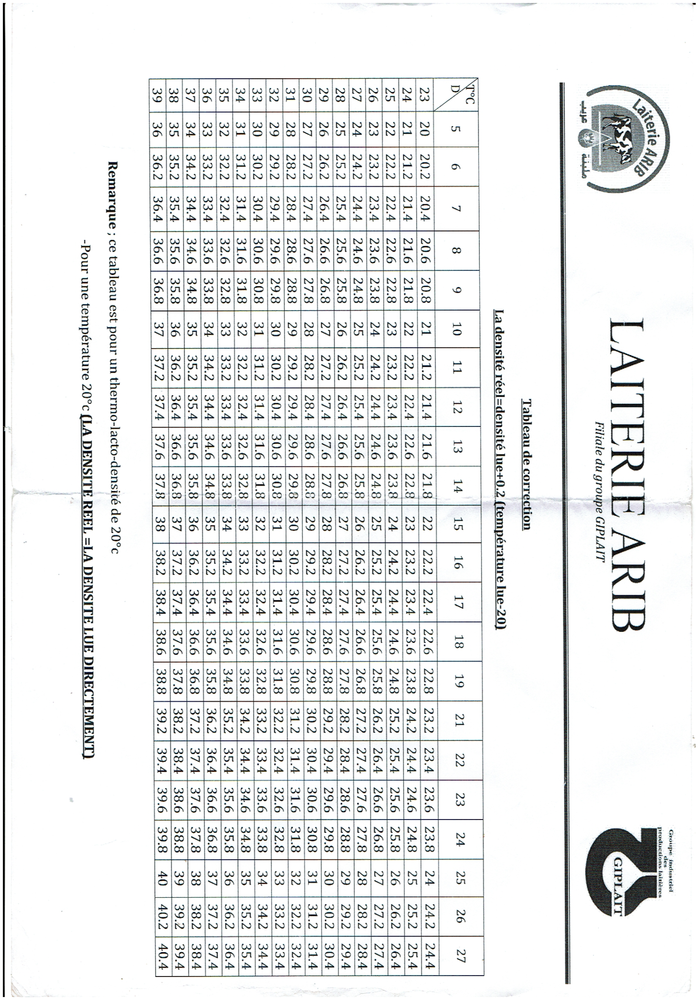 Laiterie ARIB
ملبنة عريب
LAITERIE ARIB
Filiale du groupe GIPLAIT
Groupe industriel
des
productions laitières
GIPLAIT
Tableau de correction
La densité réel=densité lue+0.2 (température lue-20)
T°C D 5 6 7 8 9 10 11 12 13 14 15 16 17 18 19 21 22 23 24 25 26 27
23 20 20.2 20.4 20.6 20.8 21 21.2 21.4 21.6 21.8 22 22.2 22.4 22.6 22.8 23.2 23.4 23.6 23.8 24 24.2 24.4
24 21 21.2 21.4 21.6 21.8 22 22.2 22.4 22.6 22.8 23 23.2 23.4 23.6 23.8 24.2 24.4 24.6 24.8 25 25.2 25.4
25 22 22.2 22.4 22.6 22.8 23 23.2 23.4 23.6 23.8 24 24.2 24.4 24.6 24.8 25.2 25.4 25.6 25.8 26 26.2 26.4
26 23 23.2 23.4 23.6 23.8 24 24.2 24.4 24.6 24.8 25 25.2 25.4 25.6 25.8 26.2 26.4 26.6 26.8 27 27.2 27.4
27 24 24.2 24.4 24.6 24.8 25 25.2 25.4 25.6 25.8 26 26.2 26.4 26.6 26.8 27.2 27.4 27.6 27.8 28 28.2 28.4
28 25 25.2 25.4 25.6 25.8 26 26.2 26.4 26.6 26.8 27 27.2 27.4 27.6 27.8 28.2 28.4 28.6 28.8 29 29.2 29.4
29 26 26.2 26.4 26.6 26.8 27 27.2 27.4 27.6 27.8 28 28.2 28.4 28.6 28.8 29.2 29.4 29.6 29.8 30 30.2 30.4
30 27 27.2 27.4 27.6 27.8 28 28.2 28.4 28.6 28.8 29 29.2 29.4 29.6 29.8 30.2 30.4 30.6 30.8 31 31.2 31.4
31 28 28.2 28.4 28.6 28.8 29 29.2 29.4 29.6 29.8 30 30.2 30.4 30.6 30.8 31.2 31.4 31.6 31.8 32 32.2 32.4
32 29 29.2 29.4 29.6 29.8 30 30.2 30.4 30.6 30.8 31 31.2 31.4 31.6 31.8 32.2 32.4 32.6 32.8 33 33.2 33.4
33 30 30.2 30.4 30.6 30.8 31 31.2 31.4 31.6 31.8 32 32.2 32.4 32.6 32.8 33.2 33.4 33.6 33.8 34 34.2 34.4
34 31 31.2 31.4 31.6 31.8 32 32.2 32.4 32.6 32.8 33 33.2 33.4 33.6 33.8 34.2 34.4 34.6 34.8 35 35.2 35.4
35 32 32.2 32.4 32.6 32.8 33 33.2 33.4 33.6 33.8 34 34.2 34.4 34.6 34.8 35.2 35.4 35.6 35.8 36 36.2 36.4
36 33 33.2 33.4 33.6 33.8 34 34.2 34.4 34.6 34.8 35 35.2 35.4 35.6 35.8 36.2 36.4 36.6 36.8 37 37.2 37.4
37 34 34.2 34.4 34.6 34.8 35 35.2 35.4 35.6 35.8 36 36.2 36.4 36.6 36.8 37.2 37.4 37.6 37.8 38 38.2 38.4
38 35 35.2 35.4 35.6 35.8 36 36.2 36.4 36.6 36.8 37 37.2 37.4 37.6 37.8 38.2 38.4 38.6 38.8 39 39.2 39.4
39 36 36.2 36.4 36.6 36.8 37 37.2 37.4 37.6 37.8 38 38.2 38.4 38.6 38.8 39.2 39.4 39.6 39.8 40 40.2 40.4
Remarque ; ce tableau est pour un thermo-lacto-densité de 20°c
-Pour une température 20°c (LA DENSITE REEL =LA DENSITE LUE DIRECTEMENT)